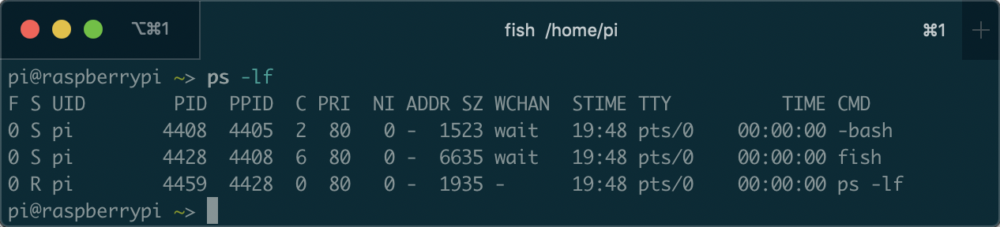 ⌥⌘1 fish /home/pi ⌘1 +
pi@raspberrypi ~> ps -lf
F S UID        PID  PPID  C PRI  NI ADDR SZ WCHAN  STIME TTY          TIME CMD
0 S pi        4408  4405  2  80   0 -  1523 wait   19:48 pts/0    00:00:00 -bash
0 S pi        4428  4408  6  80   0 -  6635 wait   19:48 pts/0    00:00:00 fish
0 R pi        4459  4428  0  80   0 -  1935 -      19:48 pts/0    00:00:00 ps -lf
pi@raspberrypi ~>